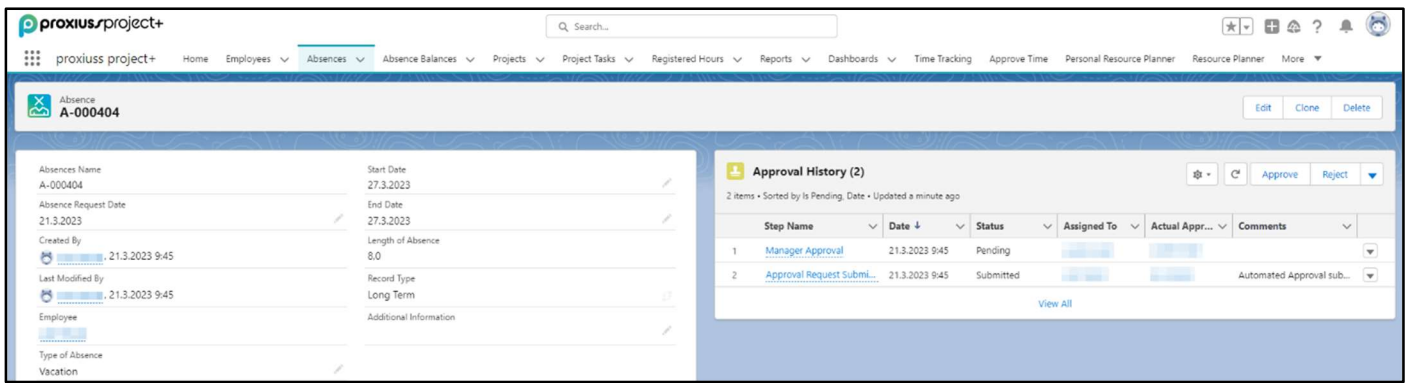 proxius project+
Search...
proxiuss project+ Home Employees Absences Absence Balances Projects Project Tasks Registered Hours Reports Dashboards Time Tracking Approve Time Personal Resource Planner Resource Planner More
Absence
A-000404
Edit Clone Delete
Absences Name
A-000404
Absence Request Date
21.3.2023
Created By
, 21.3.2023 9:45
Last Modified By
, 21.3.2023 9:45
Employee
Type of Absence
Vacation
Start Date
27.3.2023
End Date
27.3.2023
Length of Absence
8.0
Record Type
Long Term
Additional Information
Approval History (2)
Approve Reject
2 items • Sorted by Is Pending, Date • Updated a minute ago
Step Name Date Status Assigned To Actual Appr... Comments
1 Manager Approval 21.3.2023 9:45 Pending
2 Approval Request Submi... 21.3.2023 9:45 Submitted Automated Approval sub...
View All